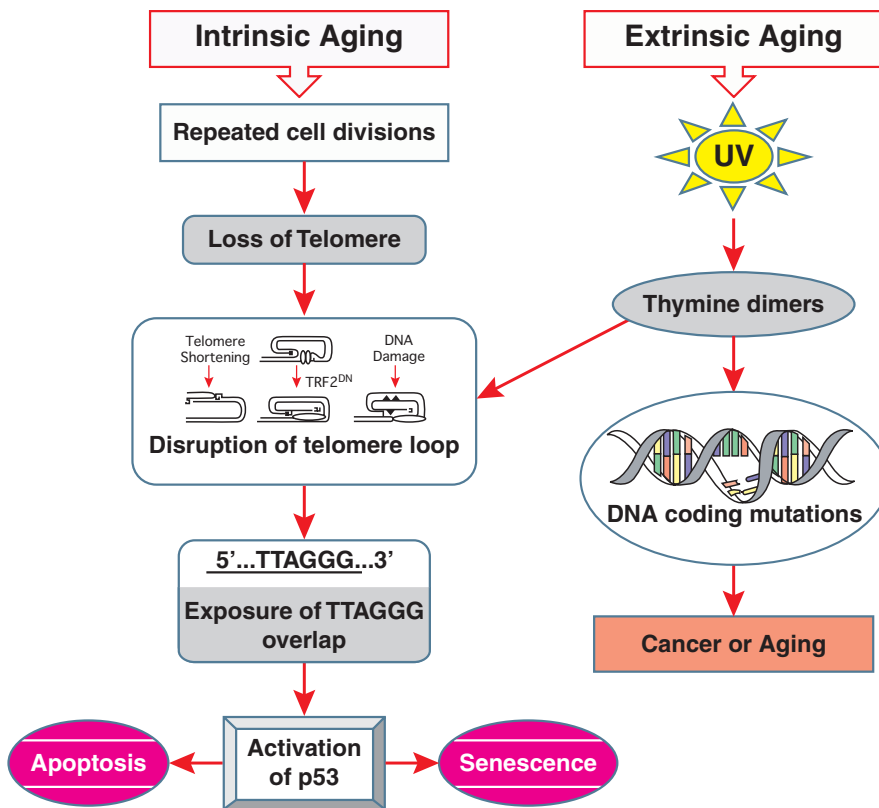 Intrinsic Aging
Repeated cell divisions
Loss of Telomere
Telomere
Shortening
TRF2DN
DNA
Damage
Disruption of telomere loop
5’...TTAGGG...3’
Exposure of TTAGGG
overlap
Activation
of p53
Apoptosis
Senescence
Extrinsic Aging
UV
Thymine dimers
DNA coding mutations
Cancer or Aging